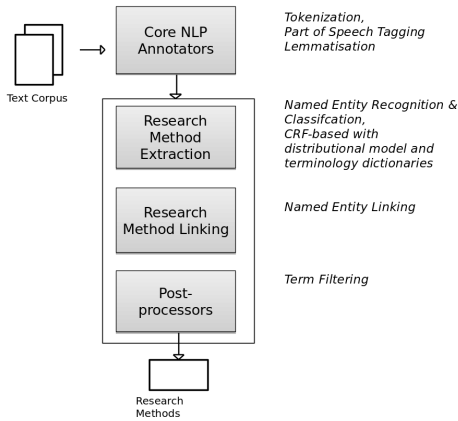 Core NLP
Annotators
Tokenization,
Part of Speech Tagging
Lemmatisation
Text Corpus
Research
Method
Extraction
Named Entity Recognition &
Classifcation,
CRF-based with
distributional model and
terminology dictionaries
Research
Method Linking
Named Entity Linking
Post-
processors
Term Filtering
Research
Methods